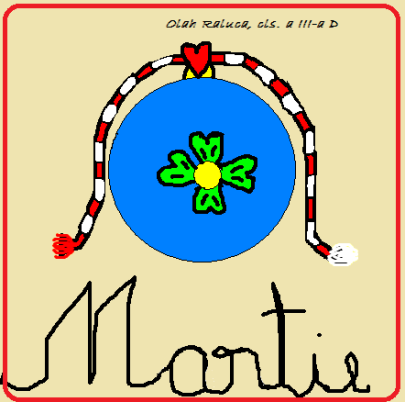 Olah Raluca, cls. a III-a D
Martie